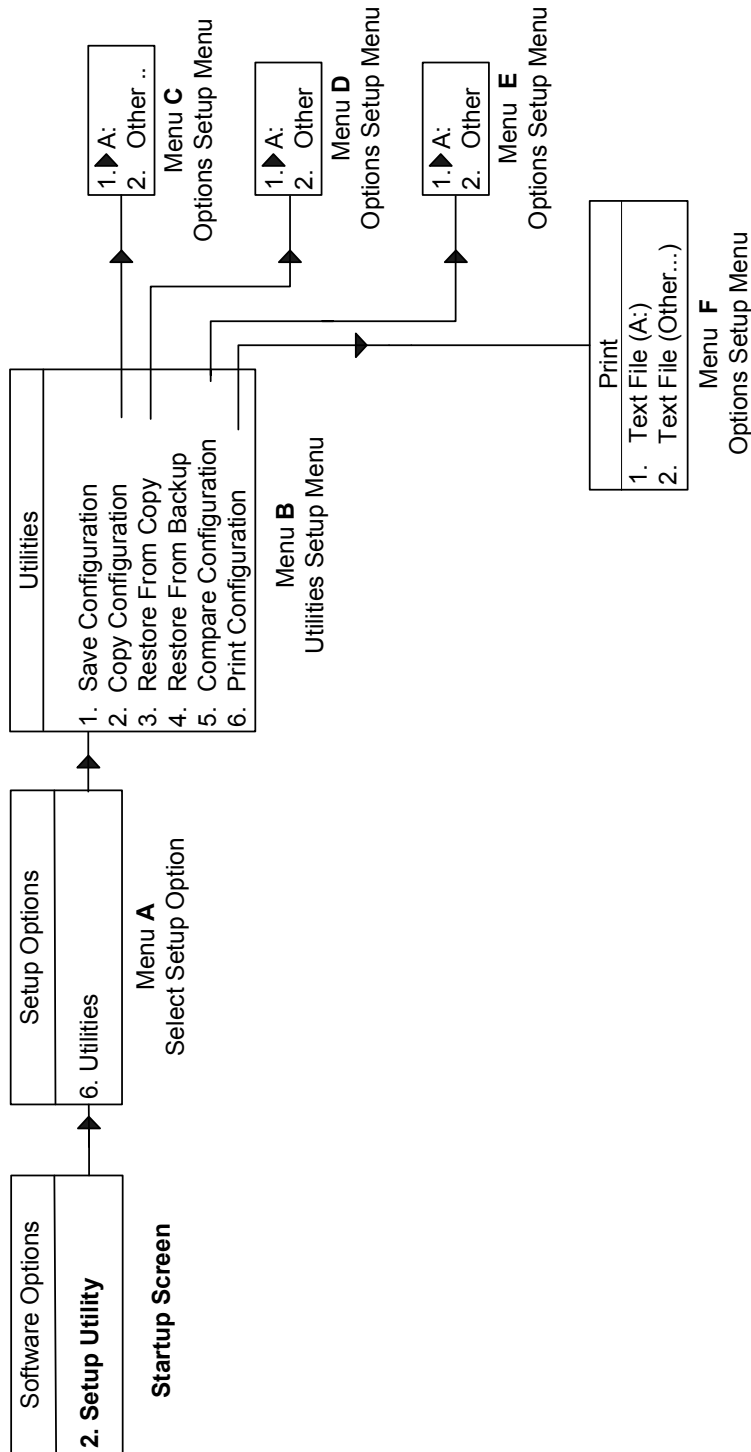 Software Options
2. Setup Utility
Startup Screen
Setup Options
6. Utilities
Menu A
Select Setup Option
Utilities
1. Save Configuration
2. Copy Configuration
3. Restore From Copy
4. Restore From Backup
5. Compare Configuration
6. Print Configuration
Menu B
Utilities Setup Menu
1. A:
2. Other ..
Menu C
Options Setup Menu
1. A:
2. Other
Menu D
Options Setup Menu
1. A:
2. Other
Menu E
Options Setup Menu
Print
1. Text File (A:)
2. Text File (Other...)
Menu F
Options Setup Menu